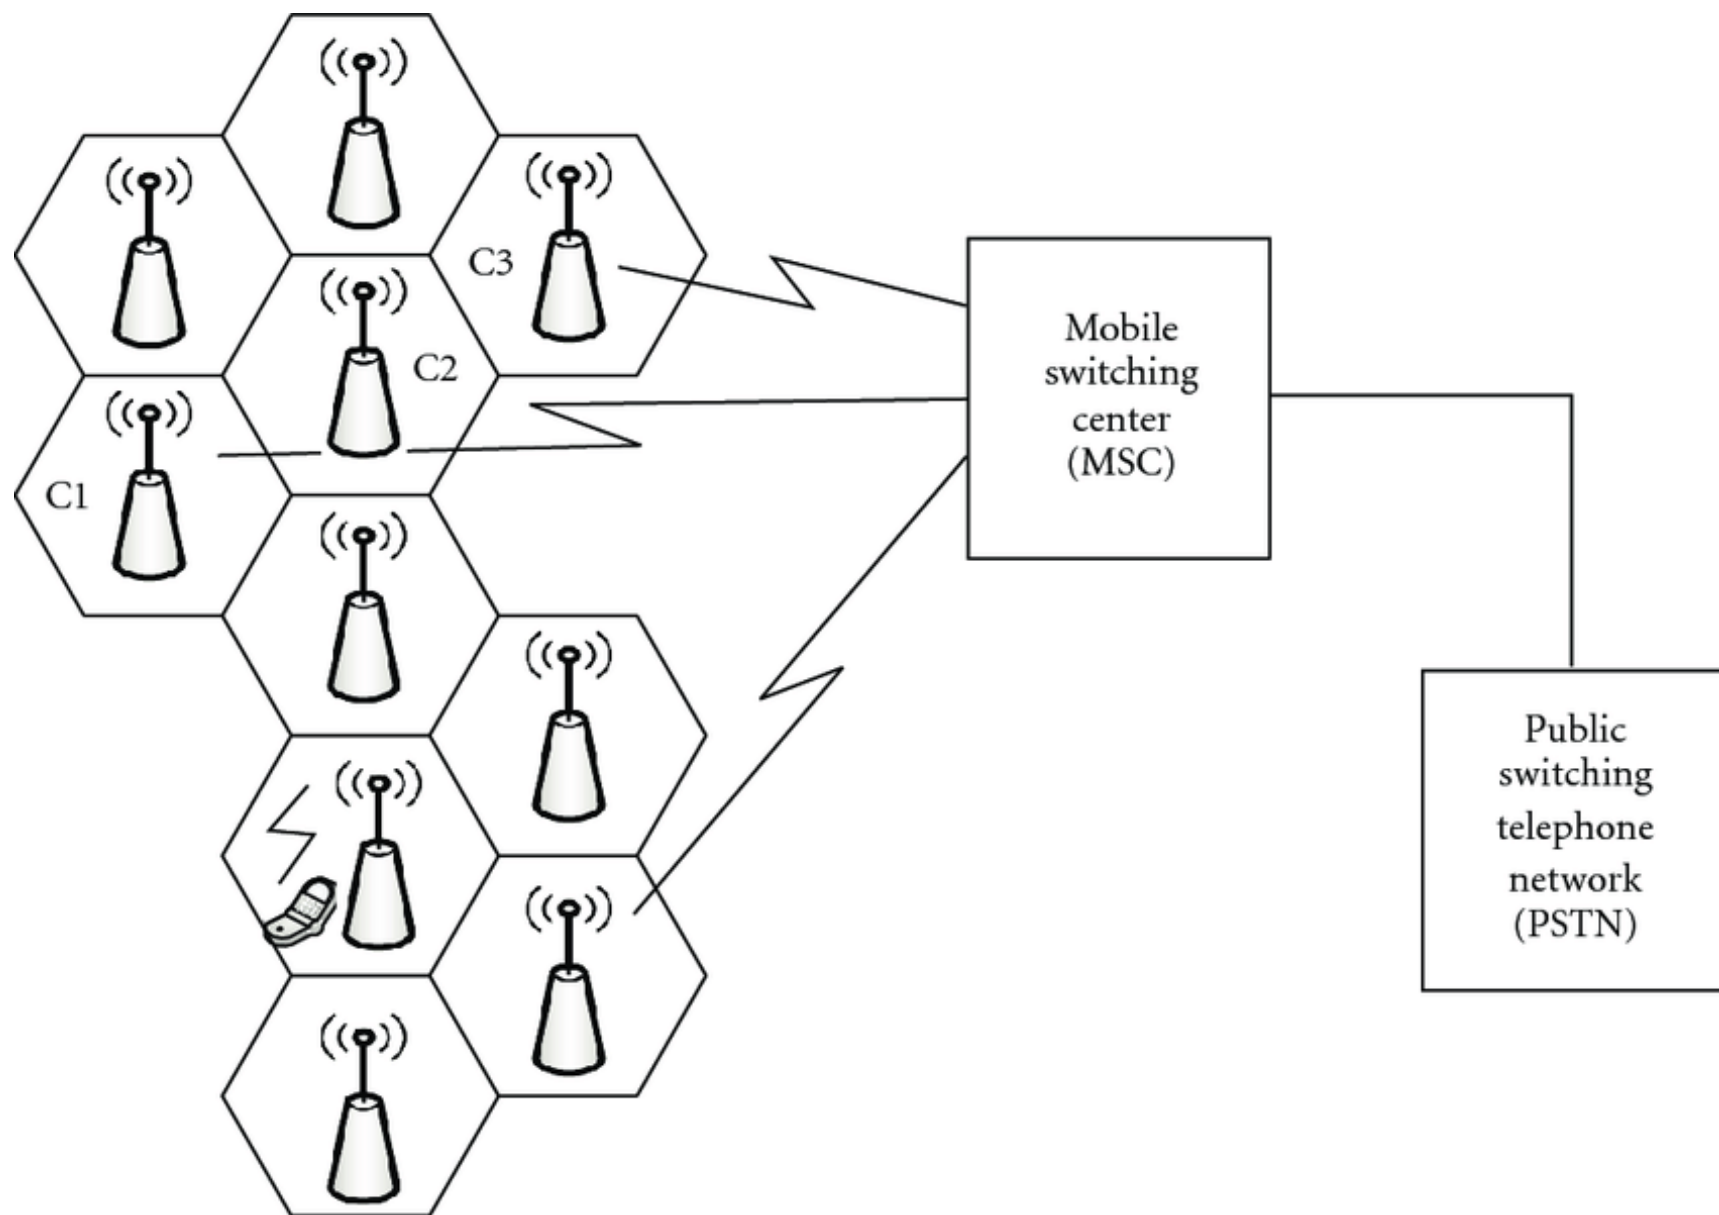 C3
C2
C1
Mobile
switching
center
(MSC)
Public
switching
telephone
network
(PSTN)